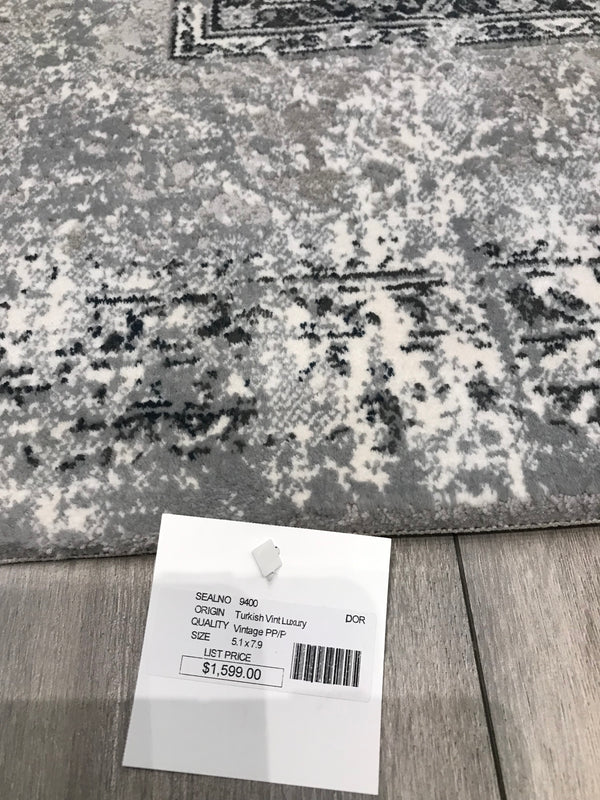 SEALNO 9400
ORIGIN Turkish Vint Luxury DOR
QUALITY Vintage PP/P
SIZE 5.1 x 7.9
LIST PRICE
$1,599.00